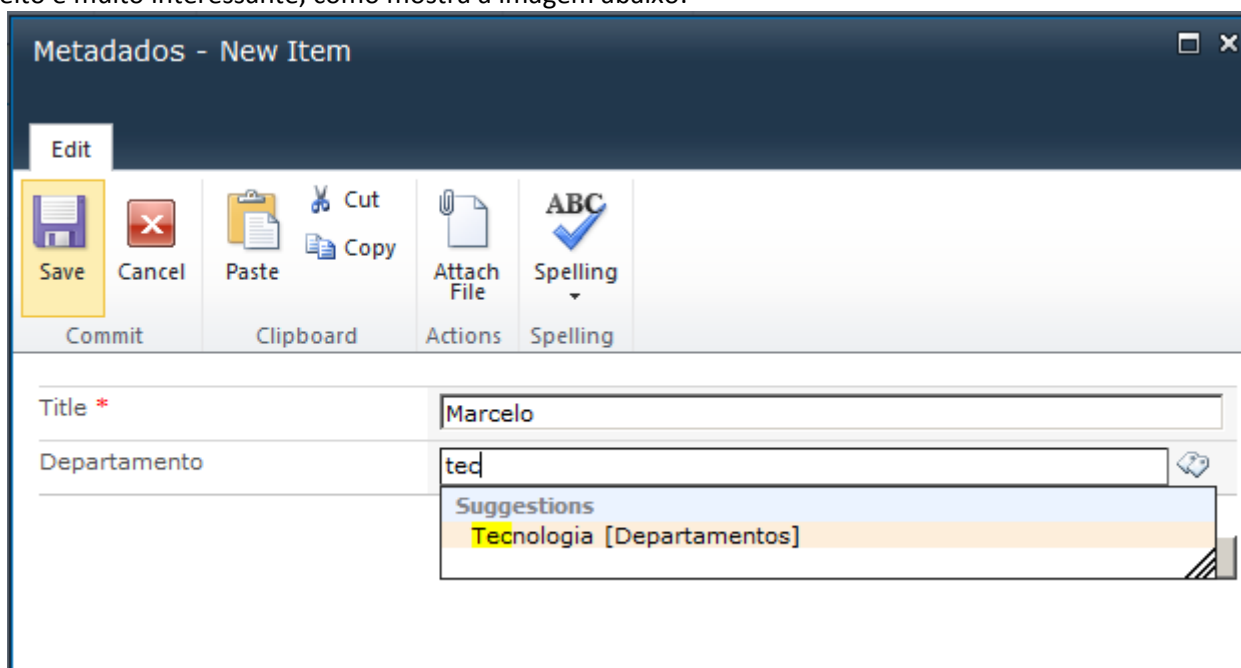 eito é muito interessante, como mostra a imagem abaixo:
Metadados - New Item
Edit
Save
Cancel
Paste
Cut
Copy
Attach
File
ABC
Spelling
Commit
Clipboard
Actions
Spelling
Title *
Marcelo
Departamento
tec
Suggestions
Tecnologia [Departamentos]